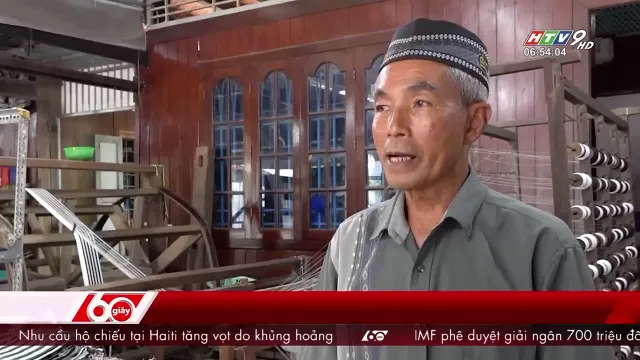 HTV9 HD
06:54:04
60 giây
Nhu cầu hộ chiếu tại Haiti tăng vọt do khủng hoảng 60 IMF phê duyệt giải ngân 700 triệu đô